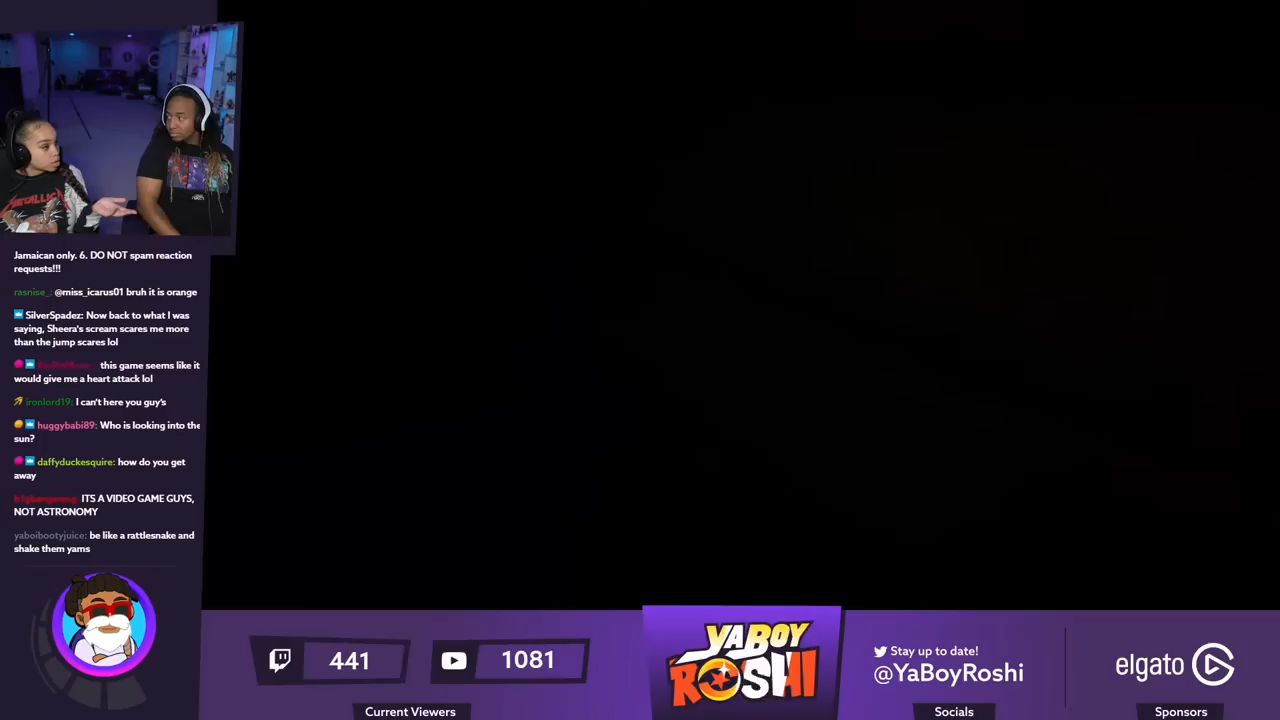 METALLICA
Jamaican only. 6. DO NOT spam reaction
requests!!!
rasnise_: @miss_icarus01 bruh it is orange
SilverSpadez: Now back to what I was
saying, Sheera's scream scares me more
than the jump scares lol
this game seems like it
would give me a heart attack lol
ironlord19: I can't here you guy's
huggybabi89: Who is looking into the
sun?
daffyduckesquire: how do you get
away
ITS A VIDEO GAME GUYS,
NOT ASTRONOMY
yaboibootyjuice: be like a rattlesnake and
shake them yams
441
1081
Current Viewers
YABOY
ROSHI
Stay up to date!
@YaBoyRoshi
Socials
elgato
Sponsors